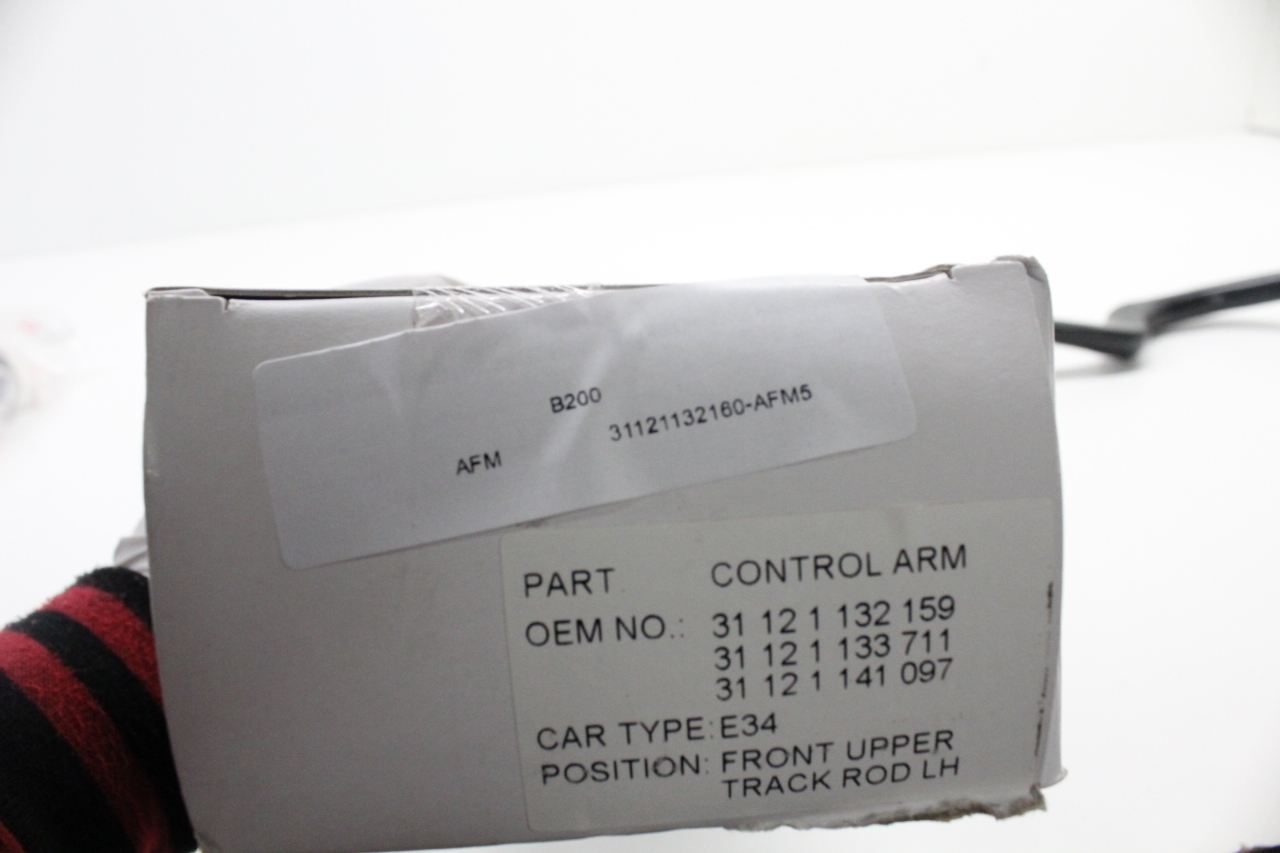 B200
31121132160-AFM5
AFM
PART CONTROL ARM
OEM NO.: 31 12 1 132 159
31 12 1 133 711
31 12 1 141 097
CAR TYPE: E34
POSITION: FRONT UPPER
TRACK ROD LH